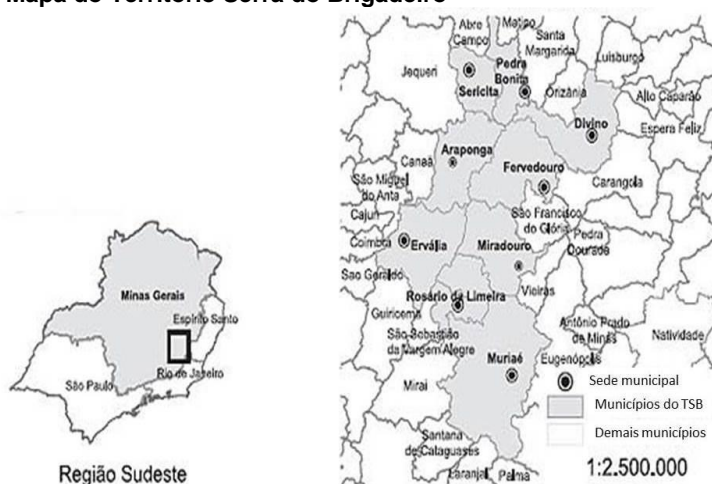 Mapa do Território Serra do Brigadeiro
Minas Gerais
Espírito Santo
Rio de Janeiro
São Paulo
Região Sudeste
Abre
Campo
Matipo
Santa
Margarida
Luisburgo
Jequeri
Pedra
Bonita
Sericita
Orizânia
Alto Caparão
Divino
Espera Feliz
Araponga
Canaã
Fervedouro
São Miguel
do Anta
Carangola
Cajuri
São Francisco
do Glória
Coimbra
Ervália
Miradouro
Pedra
Dourada
Sao Geraldo
Rosário da Limeira
Vieiras
Guiricema
São Sebastião
da Vargem Alegre
Antônio Prado
de Minas
Natividade
Muriaé
Eugenópolis
Mirai
Sede municipal
Municípios do TSB
Demais municípios
Santana
de Cataguases
Laranjal
Palma
1:2.500.000